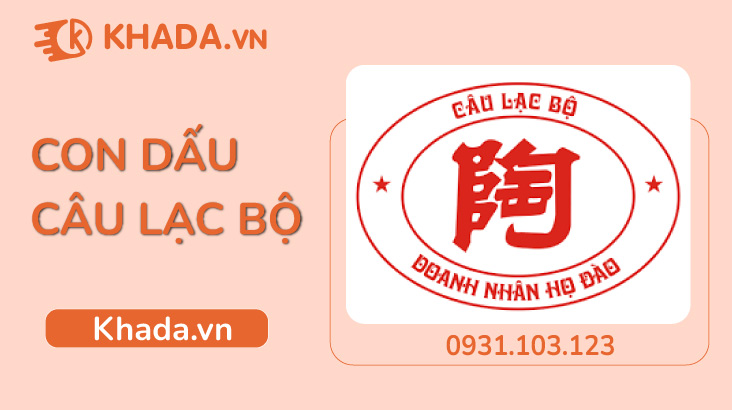 KHADA.VN
CON DẤU
CÂU LẠC BỘ
Khada.vn
CÂU LẠC BỘ
陶
DOANH NHÂN HỌ ĐÀO
0931.103.123